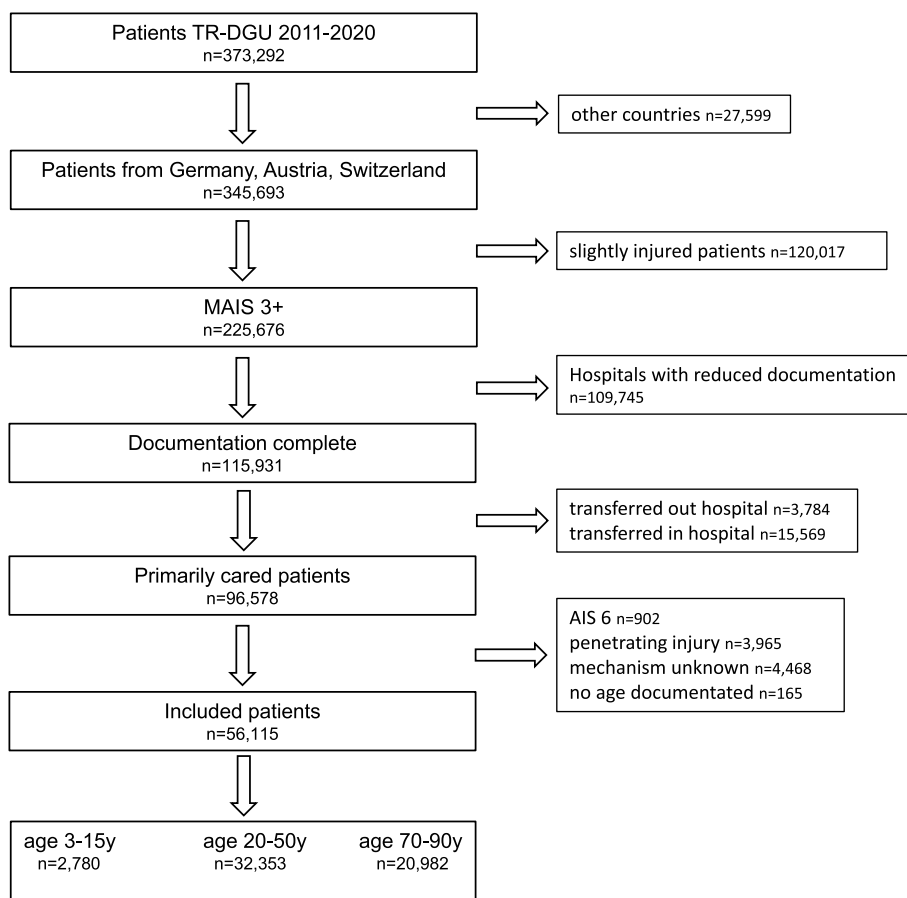 Patients TR-DGU 2011-2020
n=373,292
other countries n=27,599
Patients from Germany, Austria, Switzerland
n=345,693
slightly injured patients n=120,017
MAIS 3+
n=225,676
Hospitals with reduced documentation
n=109,745
Documentation complete
n=115,931
transferred out hospital n=3,784
transferred in hospital n=15,569
Primarily cared patients
n=96,578
AIS 6 n=902
penetrating injury n=3,965
mechanism unknown n=4,468
no age documentated n=165
Included patients
n=56,115
age 3-15y age 20-50y age 70-90y
n=2,780 n=32,353 n=20,982